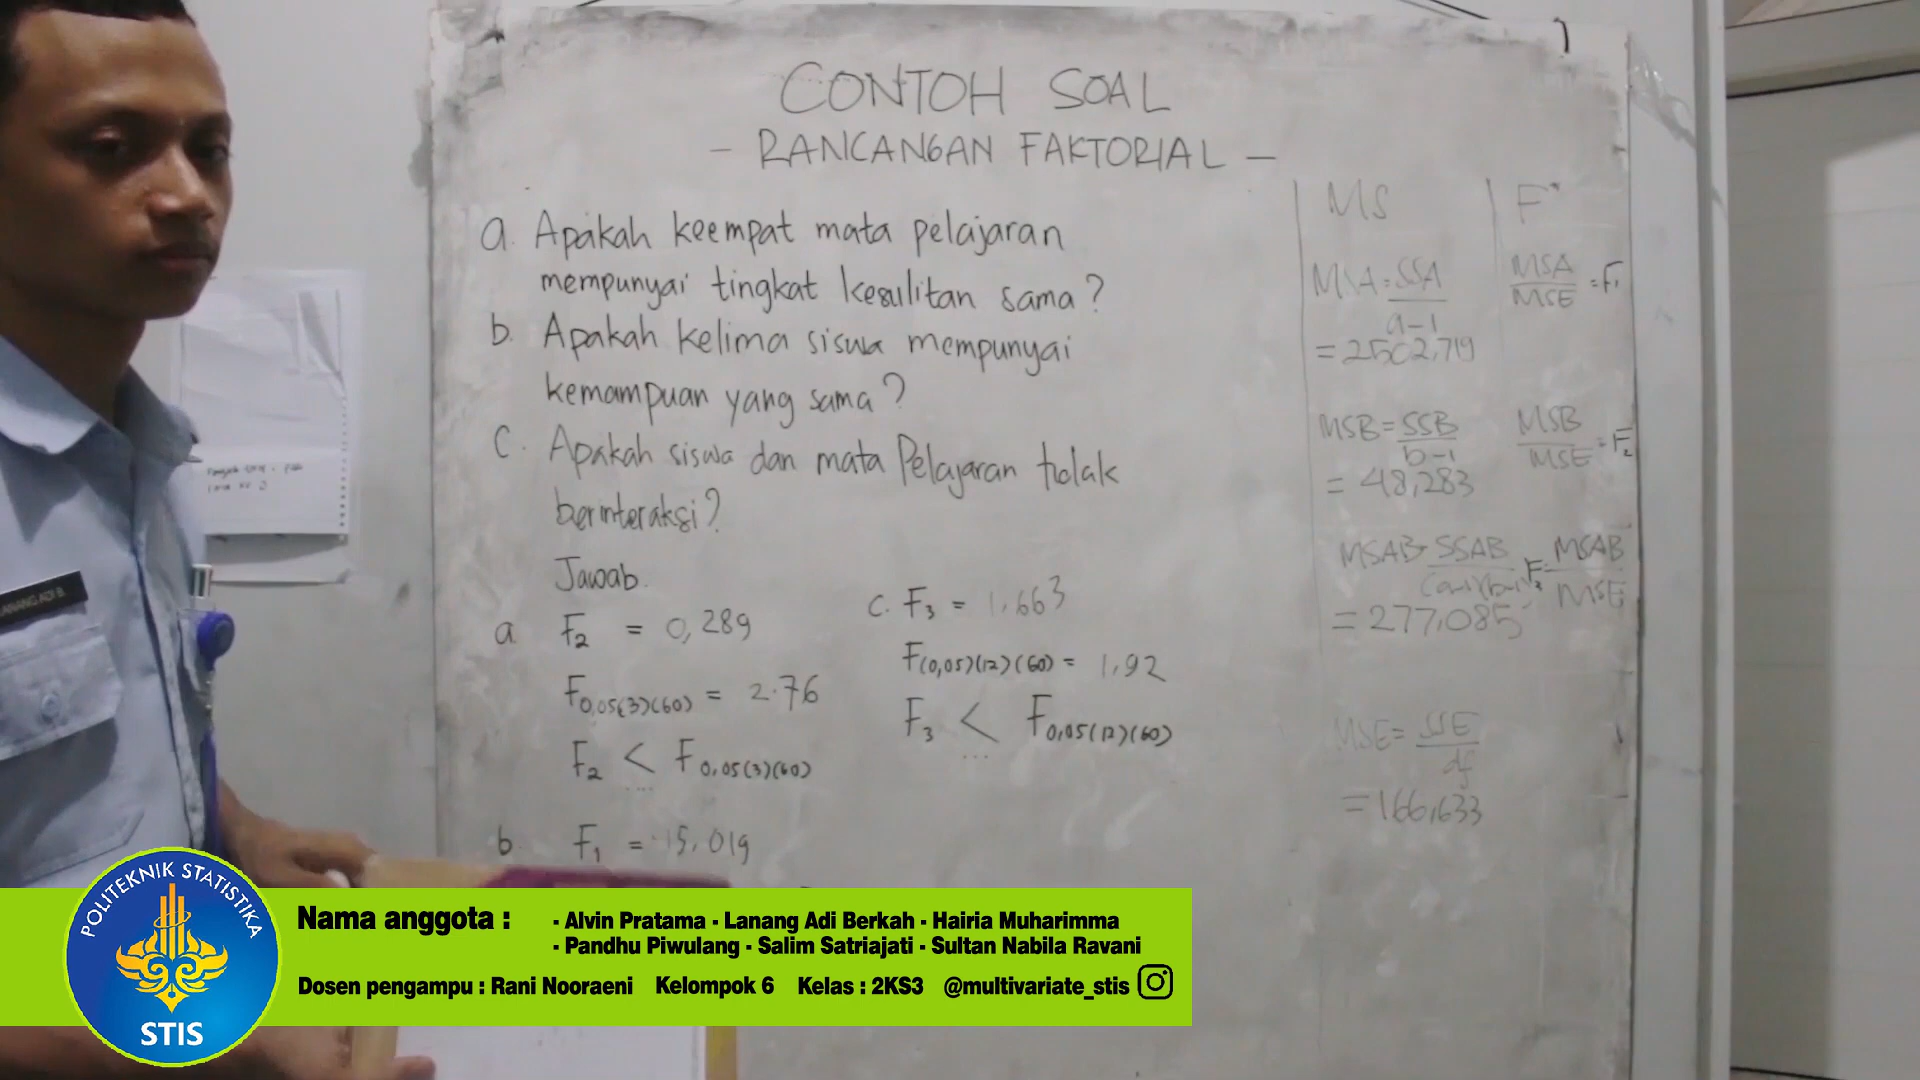 CONTOH SOAL
- RANCANGAN FAKTORIAL -
a. Apakah keempat mata pelajaran
mempunyai tingkat kesulitan sama?
b. Apakah kelima siswa mempunyai
kemampuan yang sama?
C. Apakah siswa dan mata Pelajaran tidak
berinteraksi?
Jawab.
a F₂ = 0,289
F0,05(3)(60) = 2.76
F₂ < F0,05(3)(60)
b. F₁ = 15,019
c. F₃ = 1,663
F(0,05)(12)(60) = 1,92
F₃ < F0,05(12)(60)
MS F*
MSA = SSA / a-1 MSA / MSE = F₁
= 2502,719
MSB = SSB / b-1 MSB / MSE = F₂
= 48,283
MSAB = SSAB F₃ = MSAB / MSE
= 277,085
MSE = SSE / df
= 166,633
LANANG ADI B.
POLITEKNIK STATISTIKA
STIS
Nama anggota : - Alvin Pratama - Lanang Adi Berkah - Hairia Muharimma
- Pandhu Piwulang - Salim Satriajati - Sultan Nabila Ravani
Dosen pengampu : Rani Nooraeni Kelompok 6 Kelas : 2KS3 @multivariate_stis